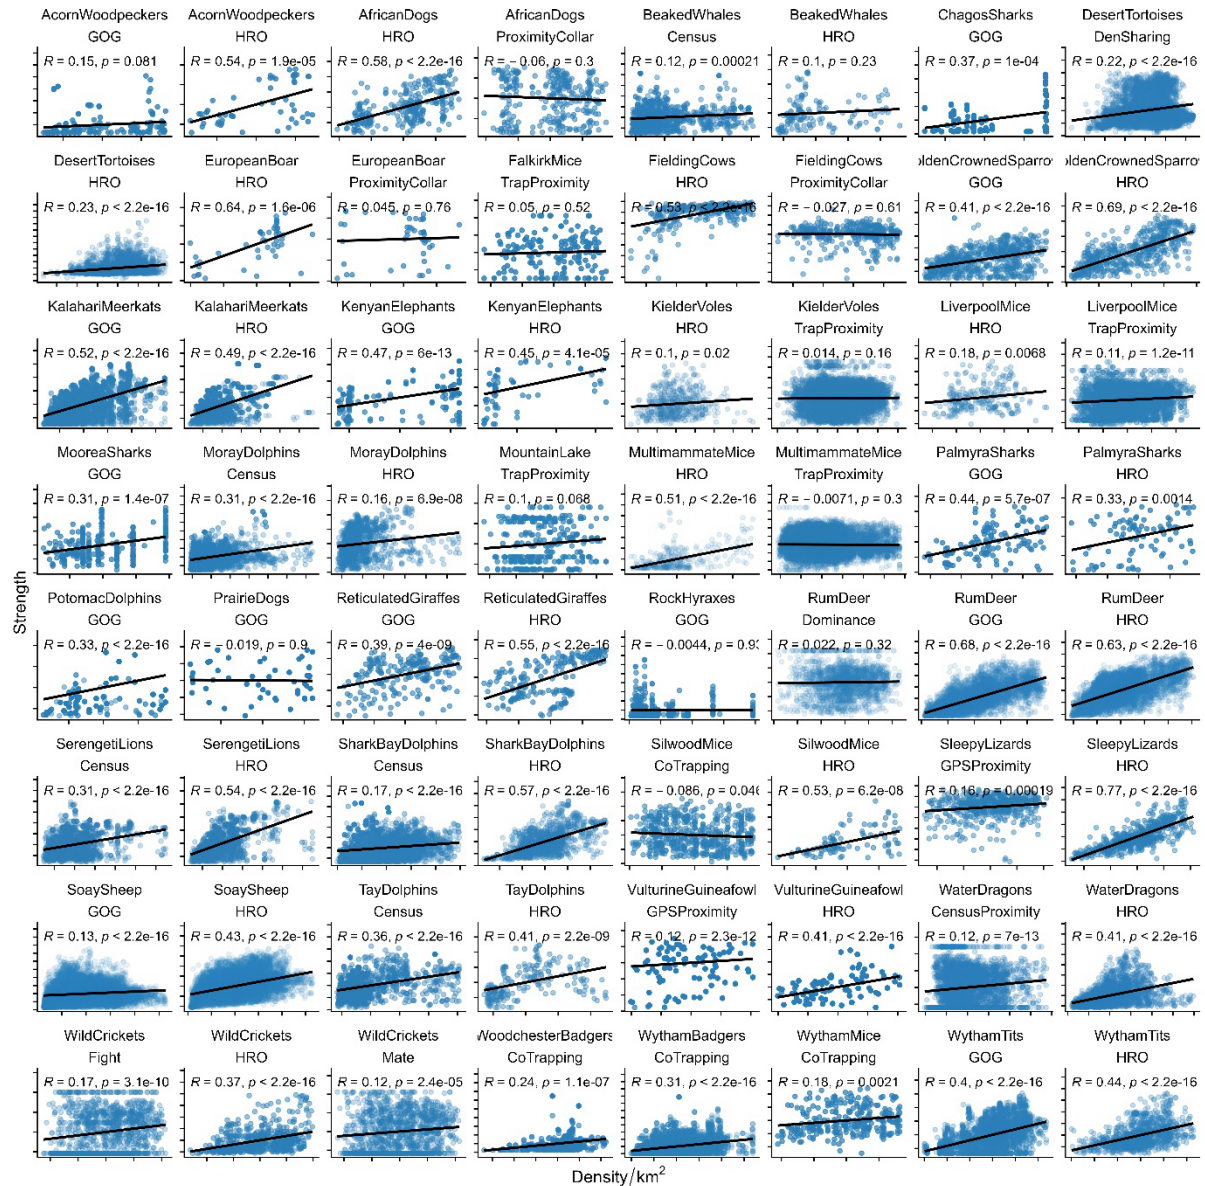 AcornWoodpeckers AcornWoodpeckers AfricanDogs AfricanDogs BeakedWhales BeakedWhales ChagosSharks DesertTortoises
GOG HRO HRO ProximityCollar Census HRO GOG DenSharing
R = 0.15, p = 0.081 R = 0.54, p = 1.9e-05 R = 0.58, p < 2.2e-16 R = −0.06, p = 0.3 R = 0.12, p = 0.00021 R = 0.1, p = 0.23 R = 0.37, p = 1e-04 R = 0.22, p < 2.2e-16
DesertTortoises EuropeanBoar EuropeanBoar FalkirkMice FieldingCows FieldingCows oldenCrownedSparrow oldenCrownedSparrow
HRO HRO ProximityCollar TrapProximity HRO ProximityCollar GOG HRO
R = 0.23, p < 2.2e-16 R = 0.64, p = 1.6e-06 R = 0.045, p = 0.76 R = 0.05, p = 0.52 R = 0.53, p < 2.2e-16 R = −0.027, p = 0.61 R = 0.41, p < 2.2e-16 R = 0.69, p < 2.2e-16
KalahariMeerkats KalahariMeerkats KenyanElephants KenyanElephants KielderVoles KielderVoles LiverpoolMice LiverpoolMice
GOG HRO GOG HRO HRO TrapProximity HRO TrapProximity
R = 0.52, p < 2.2e-16 R = 0.49, p < 2.2e-16 R = 0.47, p = 6e-13 R = 0.45, p = 4.1e-05 R = 0.1, p = 0.02 R = 0.014, p = 0.16 R = 0.18, p = 0.0068 R = 0.11, p = 1.2e-11
MooreaSharks MorayDolphins MorayDolphins MountainLake MultimammateMice MultimammateMice PalmyraSharks PalmyraSharks
GOG Census HRO TrapProximity HRO TrapProximity GOG HRO
R = 0.31, p = 1.4e-07 R = 0.31, p < 2.2e-16 R = 0.16, p = 6.9e-08 R = 0.1, p = 0.068 R = 0.51, p < 2.2e-16 R = −0.0071, p = 0.3 R = 0.44, p = 5.7e-07 R = 0.33, p = 0.0014
Strength
PotomacDolphins PrairieDogs ReticulatedGiraffes ReticulatedGiraffes RockHyraxes RumDeer RumDeer RumDeer
GOG GOG GOG HRO GOG Dominance GOG HRO
R = 0.33, p < 2.2e-16 R = −0.019, p = 0.9 R = 0.39, p = 4e-09 R = 0.55, p < 2.2e-16 R = −0.0044, p = 0.93 R = 0.022, p = 0.32 R = 0.68, p < 2.2e-16 R = 0.63, p < 2.2e-16
SerengetiLions SerengetiLions SharkBayDolphins SharkBayDolphins SilwoodMice SilwoodMice SleepyLizards SleepyLizards
Census HRO Census HRO CoTrapping HRO GPSProximity HRO
R = 0.31, p < 2.2e-16 R = 0.54, p < 2.2e-16 R = 0.17, p < 2.2e-16 R = 0.57, p < 2.2e-16 R = −0.086, p = 0.046 R = 0.53, p = 6.2e-08 R = 0.16, p = 0.00019 R = 0.77, p < 2.2e-16
SoaySheep SoaySheep TayDolphins TayDolphins VulturineGuineafowl VulturineGuineafowl WaterDragons WaterDragons
GOG HRO Census HRO GPSProximity HRO CensusProximity HRO
R = 0.13, p < 2.2e-16 R = 0.43, p < 2.2e-16 R = 0.36, p < 2.2e-16 R = 0.41, p = 2.2e-09 R = 0.12, p = 2.3e-12 R = 0.41, p < 2.2e-16 R = 0.12, p = 7e-13 R = 0.41, p < 2.2e-16
WildCrickets WildCrickets WildCrickets WoodchesterBadgers WythamBadgers WythamMice WythamTits WythamTits
Fight HRO Mate CoTrapping CoTrapping CoTrapping GOG HRO
R = 0.17, p = 3.1e-10 R = 0.37, p < 2.2e-16 R = 0.12, p = 2.4e-05 R = 0.24, p = 1.1e-07 R = 0.31, p < 2.2e-16 R = 0.18, p = 0.0021 R = 0.4, p < 2.2e-16 R = 0.44, p < 2.2e-16
Density/km²